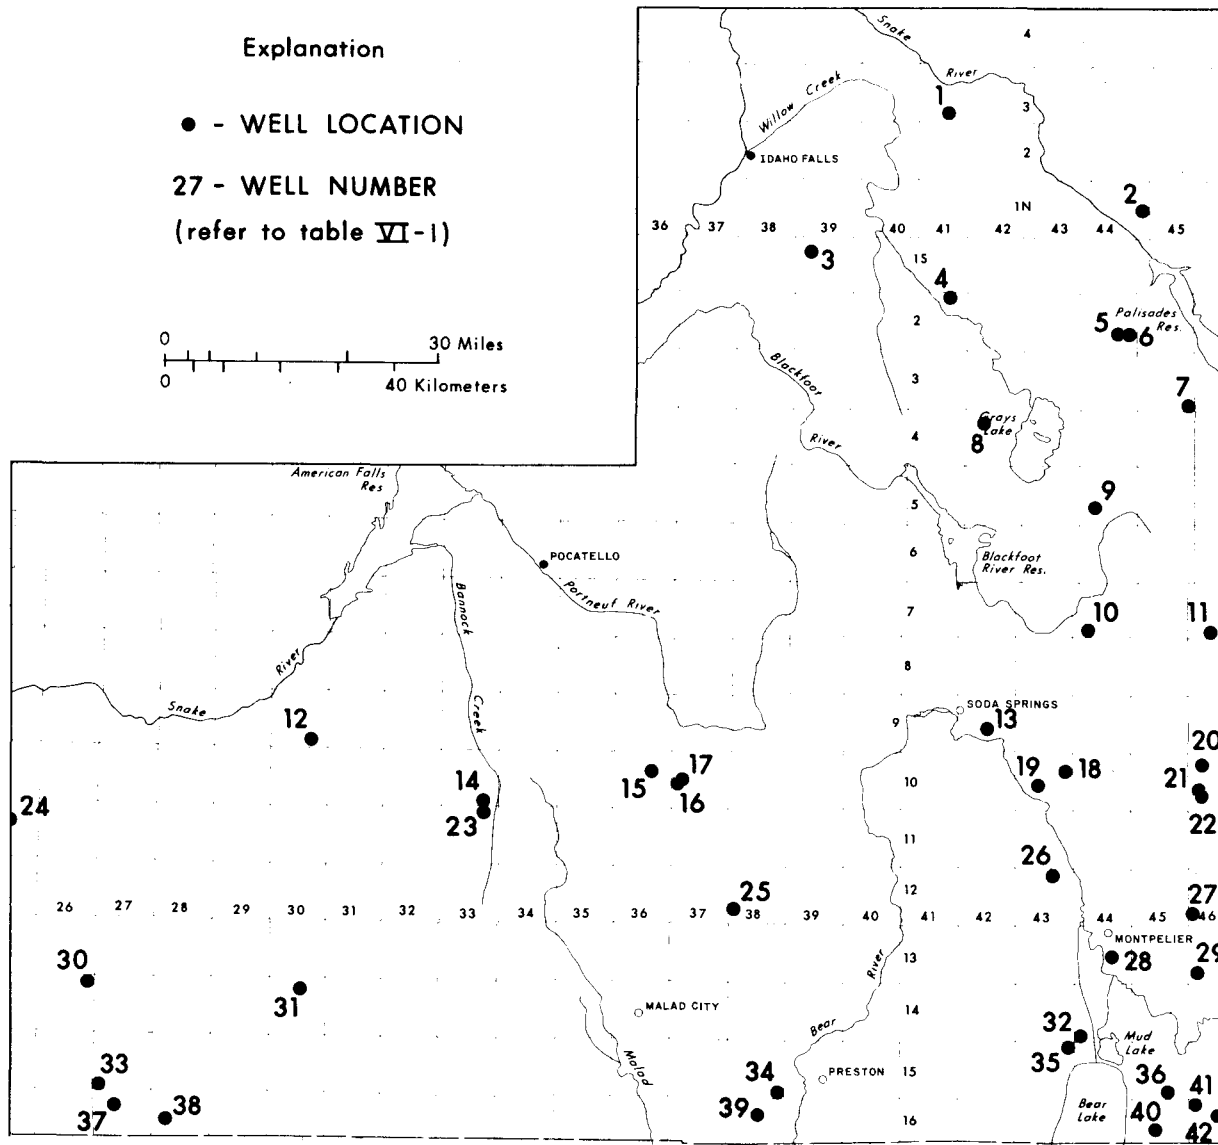 Explanation
● - WELL LOCATION
27 - WELL NUMBER
(refer to table VI-1)
0 30 Miles
0 40 Kilometers
Snake
River
4
3
2
1N
Willow Creek
IDAHO FALLS
1
2
36 37 38 39 40 41 42 43 44 45
3
1S
4
2
5 6
Palisades
Res.
Blackfoot
River
3
7
4
Grays
Lake
8
American Falls
Res
5
9
6
Blackfoot
River Res.
POCATELLO
Portneuf River
Bannock
Creek
7
10
11
8
River
Snake
12
SODA SPRINGS
9
13
20
14
23
15
17
16
10
19
18
21
22
24
11
26
12
25
27
26 27 28 29 30 31 32 33 34 35 36 37 38 39 40 41 42 43 44 45 46
MONTPELIER
River
13
28
29
30
31
MALAD CITY
14
Bear
32
35
Mud
Lake
Malad
33
34
PRESTON
15
36
41
37
38
39
16
Bear
Lake
40
42